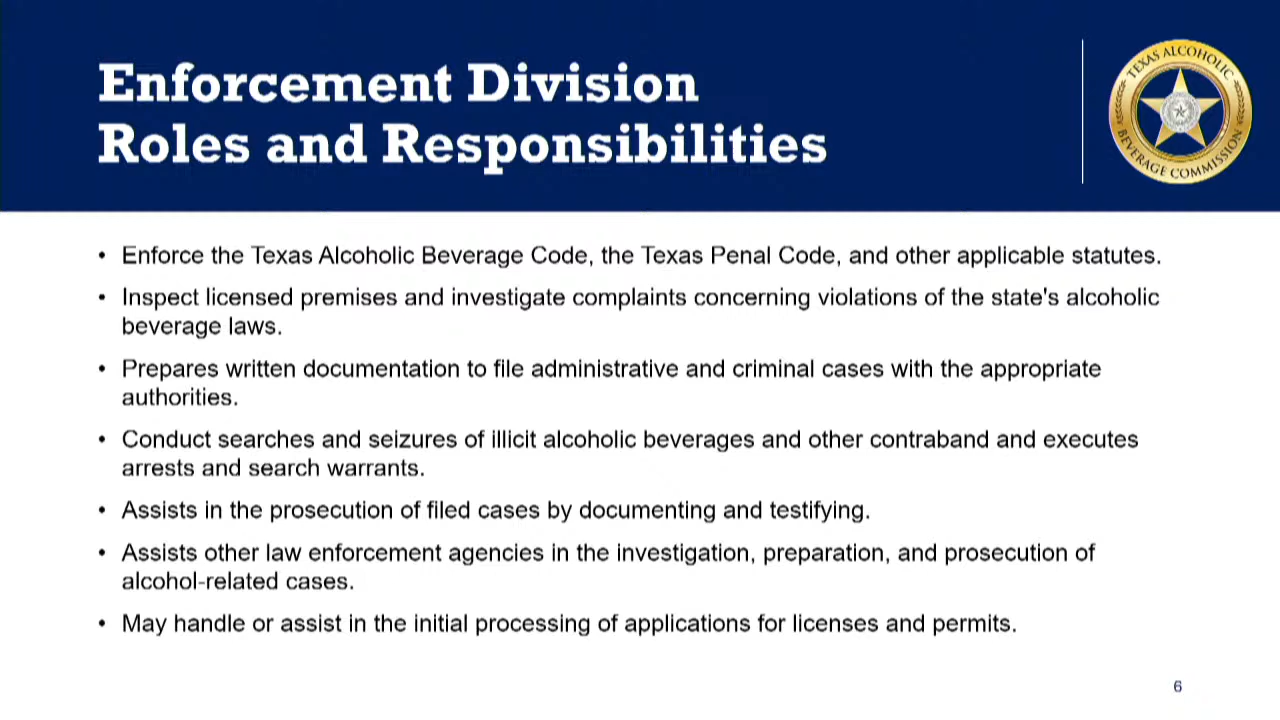 Enforcement Division
Roles and Responsibilities
TEXAS ALCOHOLIC
BEVERAGE COMMISSION
• Enforce the Texas Alcoholic Beverage Code, the Texas Penal Code, and other applicable statutes.
• Inspect licensed premises and investigate complaints concerning violations of the state's alcoholic
beverage laws.
• Prepares written documentation to file administrative and criminal cases with the appropriate
authorities.
• Conduct searches and seizures of illicit alcoholic beverages and other contraband and executes
arrests and search warrants.
• Assists in the prosecution of filed cases by documenting and testifying.
• Assists other law enforcement agencies in the investigation, preparation, and prosecution of
alcohol-related cases.
• May handle or assist in the initial processing of applications for licenses and permits.
6